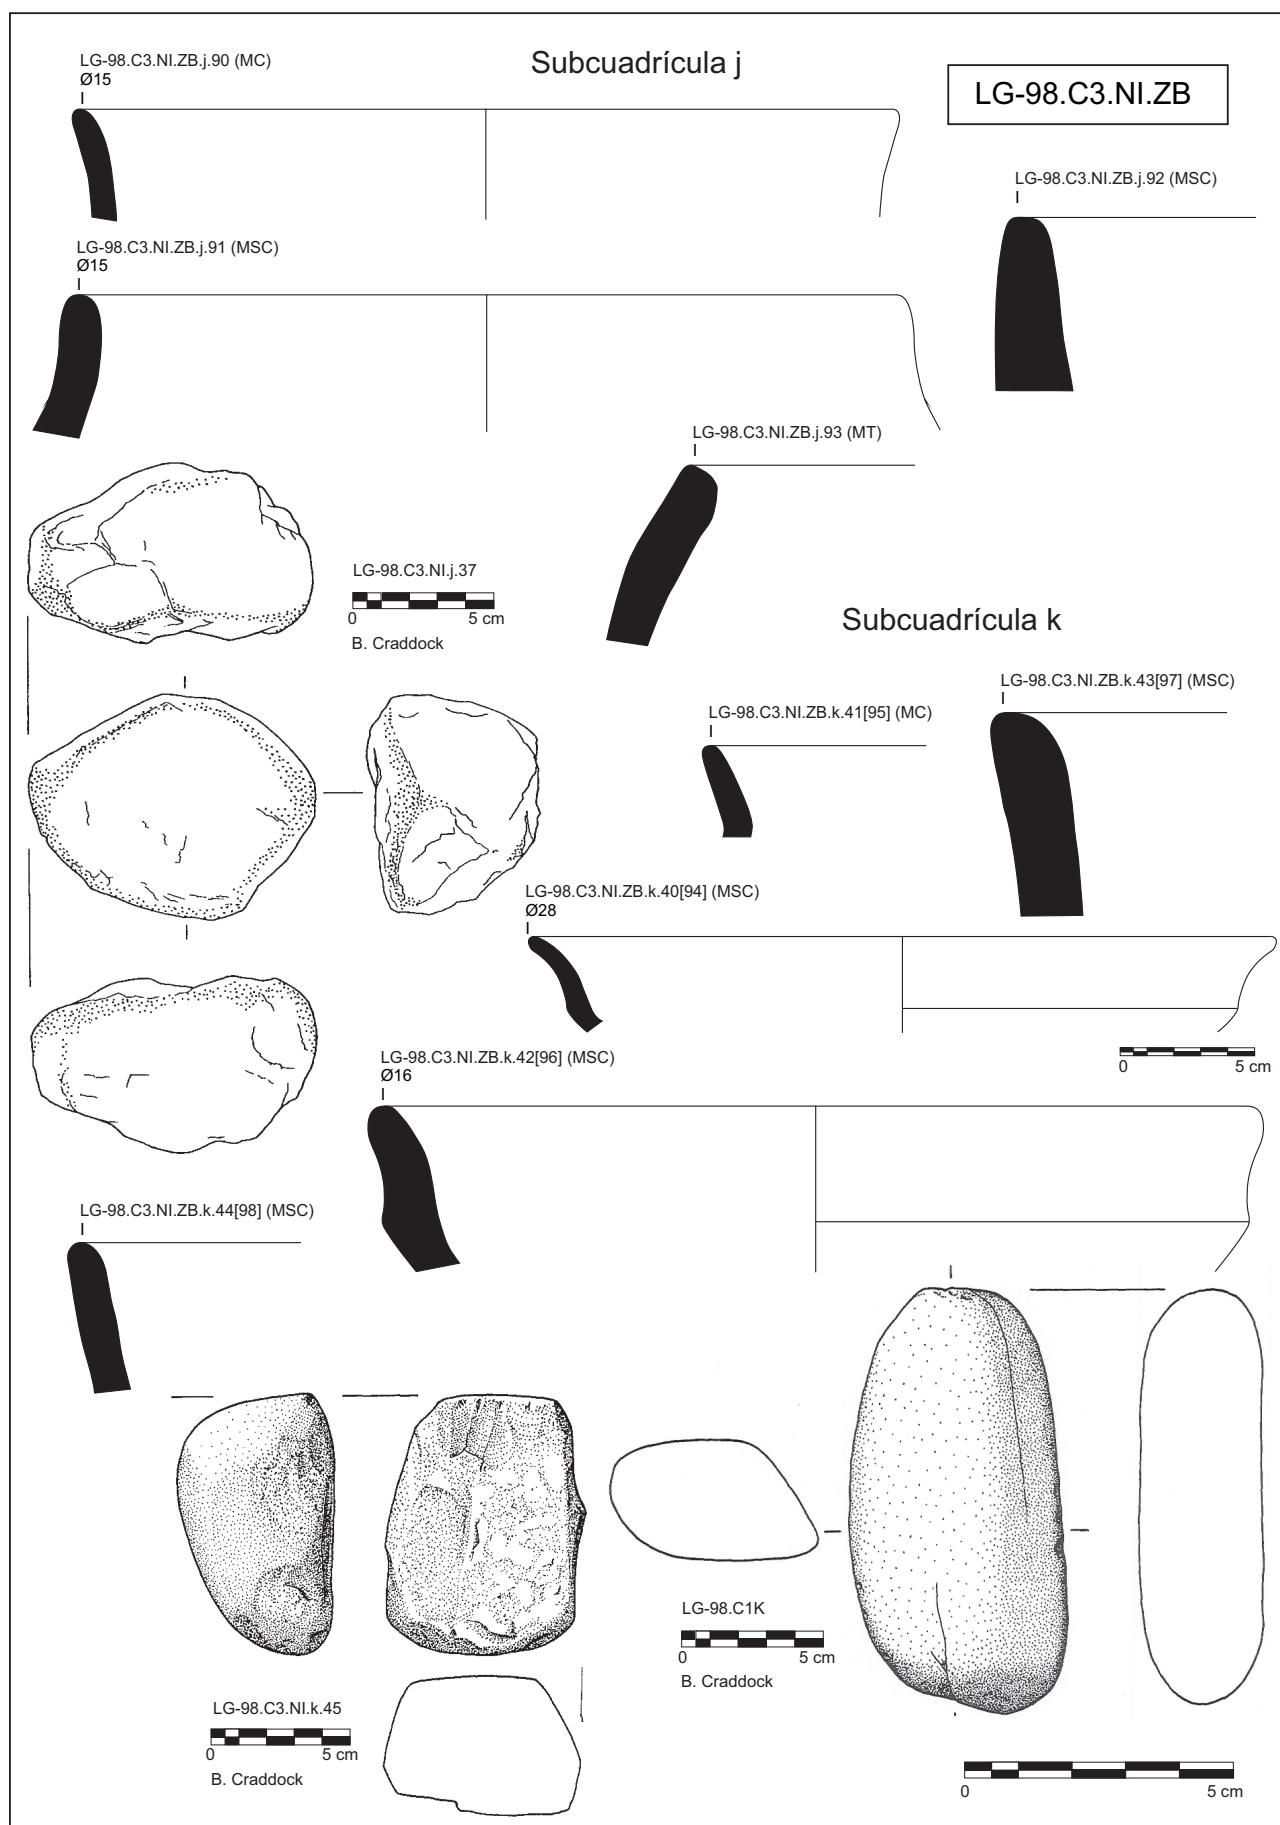 Subcuadrícula j
LG-98.C3.NI.ZB
LG-98.C3.NI.ZB.j.90 (MC)
Ø15
LG-98.C3.NI.ZB.j.92 (MSC)
LG-98.C3.NI.ZB.j.91 (MSC)
Ø15
LG-98.C3.NI.ZB.j.93 (MT)
LG-98.C3.NI.j.37
0 5 cm
B. Craddock
Subcuadrícula k
LG-98.C3.NI.ZB.k.43[97] (MSC)
LG-98.C3.NI.ZB.k.41[95] (MC)
LG-98.C3.NI.ZB.k.40[94] (MSC)
Ø28
0 5 cm
LG-98.C3.NI.ZB.k.42[96] (MSC)
Ø16
LG-98.C3.NI.ZB.k.44[98] (MSC)
LG-98.C1K
0 5 cm
B. Craddock
LG-98.C3.NI.k.45
0 5 cm
B. Craddock
0 5 cm